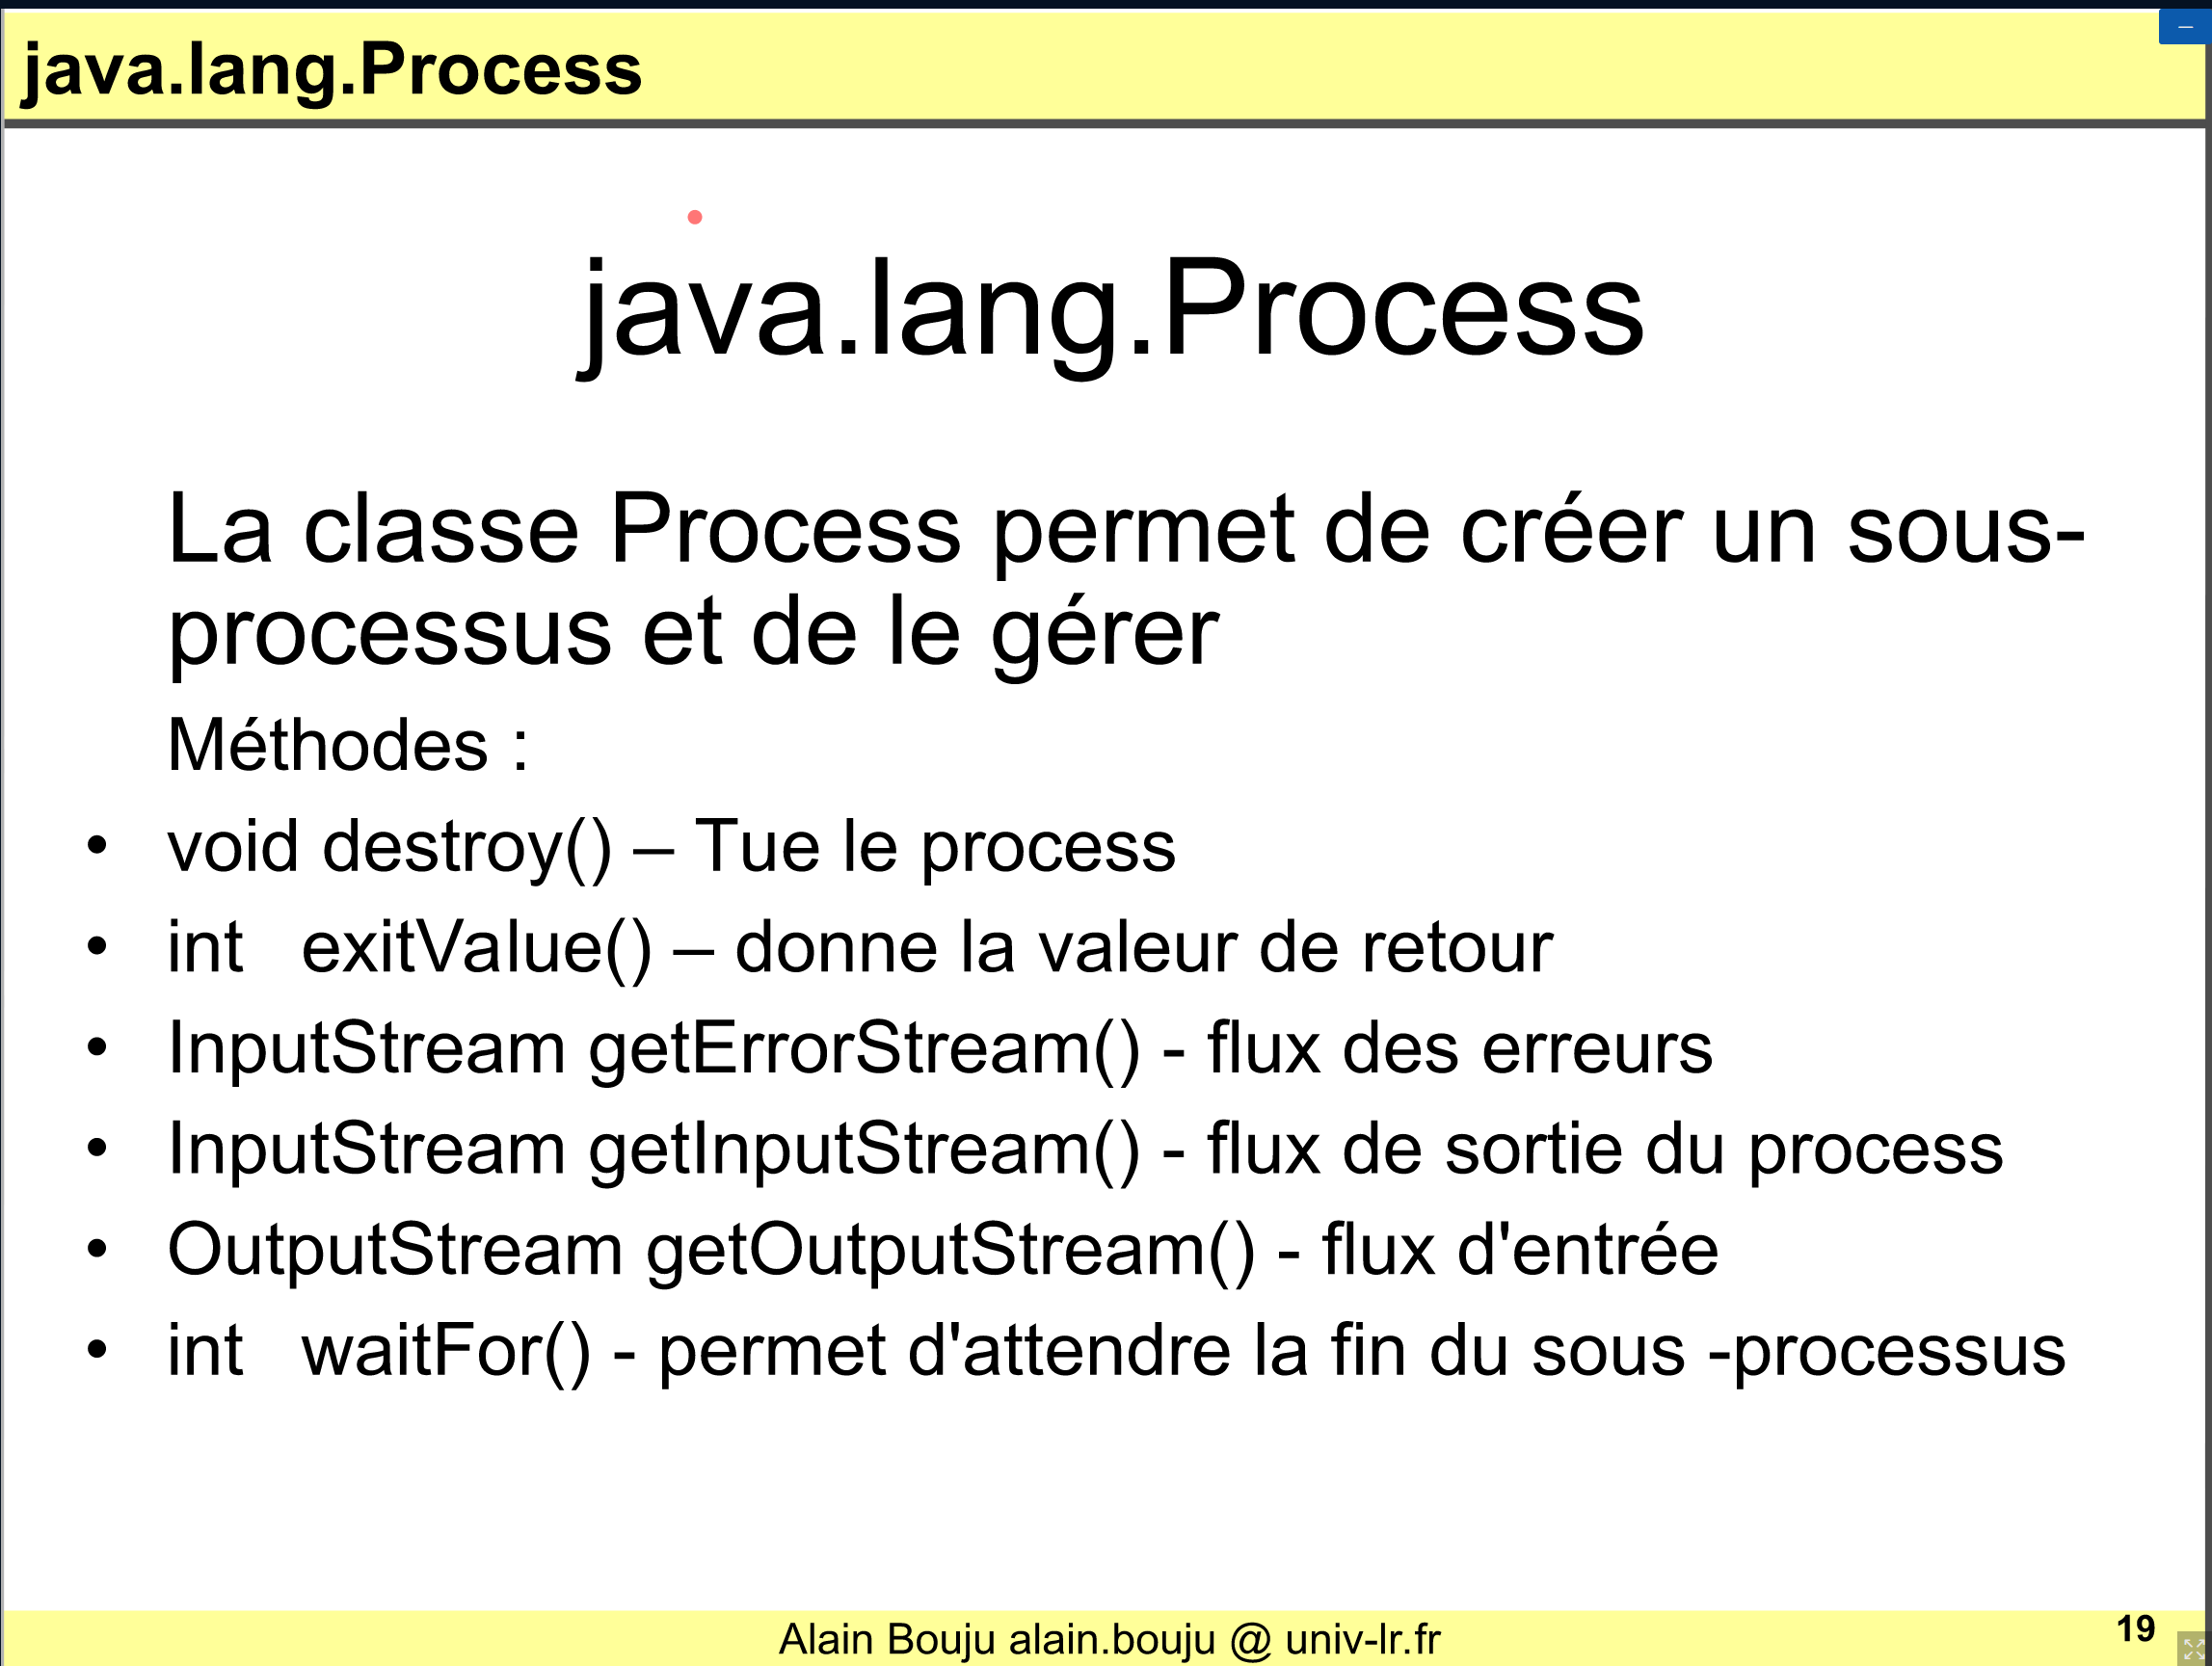 java.lang.Process
java.lang.Process
La classe Process permet de créer un sous-
processus et de le gérer
Méthodes :
• void destroy() – Tue le process
• int exitValue() – donne la valeur de retour
• InputStream getErrorStream() - flux des erreurs
• InputStream getInputStream() - flux de sortie du process
• OutputStream getOutputStream() - flux d'entrée
• int waitFor() - permet d'attendre la fin du sous -processus
Alain Bouju alain.bouju @ univ-lr.fr
19